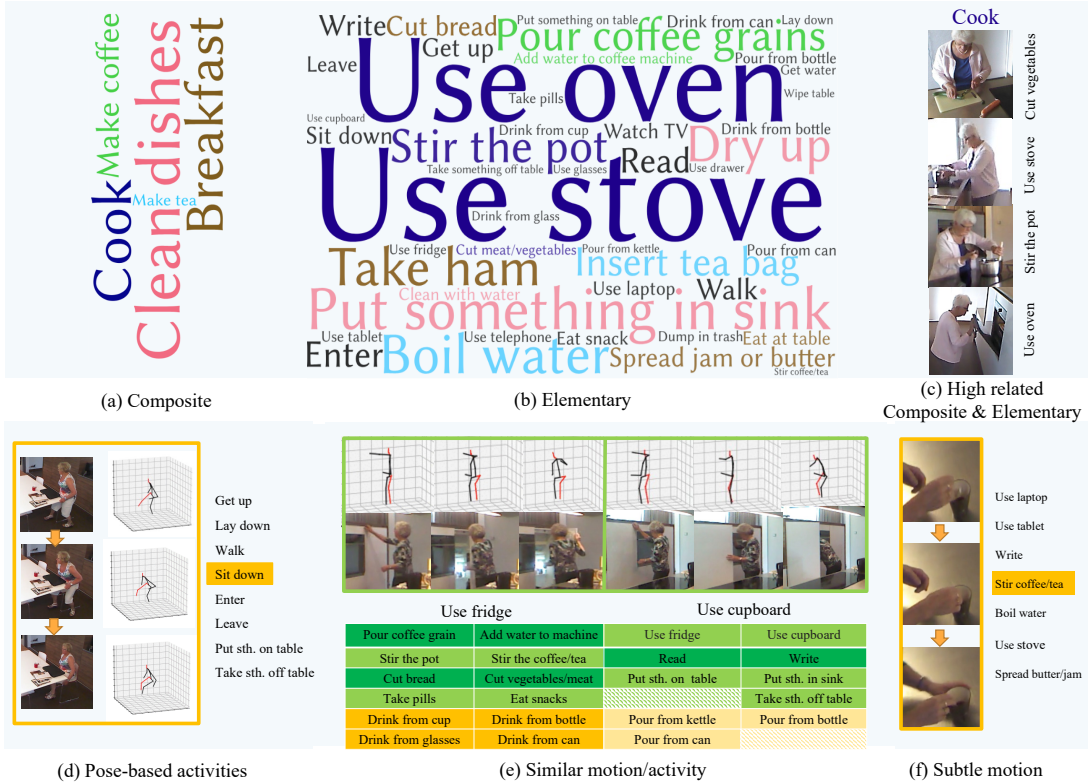 Make coffee
Cook
Clean dishes
Make tea
Breakfast
(a) Composite
Write
Cut bread
Put something on table
Drink from can
Lay down
Get up
Pour coffee grains
Leave
Add water to coffee machine
Pour from bottle
Get water
Use oven
Take pills
Wipe table
Use cupboard
Sit down
Stir the pot
Drink from cup
Watch TV
Drink from bottle
Read
Dry up
Take something off table
Use glasses
Use drawer
Use stove
Drink from glass
Use fridge
Cut meat/vegetables
Pour from kettle
Pour from can
Take ham
Insert tea bag
Clean with water
Use laptop
Walk
Put something in sink
Use tablet
Use telephone
Eat snack
Dump in trash
Eat at table
Enter
Boil water
Spread jam or butter
Stir coffee/tea
(b) Elementary
Cook
Cut vegetables
Use stove
Stir the pot
Use oven
(c) High related
Composite & Elementary
Get up
Lay down
Walk
Sit down
Enter
Leave
Put sth. on table
Take sth. off table
(d) Pose-based activities
Use fridge
Use cupboard
Pour coffee grain
Add water to machine
Use fridge
Use cupboard
Stir the pot
Stir the coffee/tea
Read
Write
Cut bread
Cut vegetables/meat
Put sth. on table
Put sth. in sink
Take pills
Eat snacks
Take sth. off table
Drink from cup
Drink from bottle
Pour from kettle
Pour from bottle
Drink from glasses
Drink from can
Pour from can
(e) Similar motion/activity
Use laptop
Use tablet
Write
Stir coffee/tea
Boil water
Use stove
Spread butter/jam
(f) Subtle motion